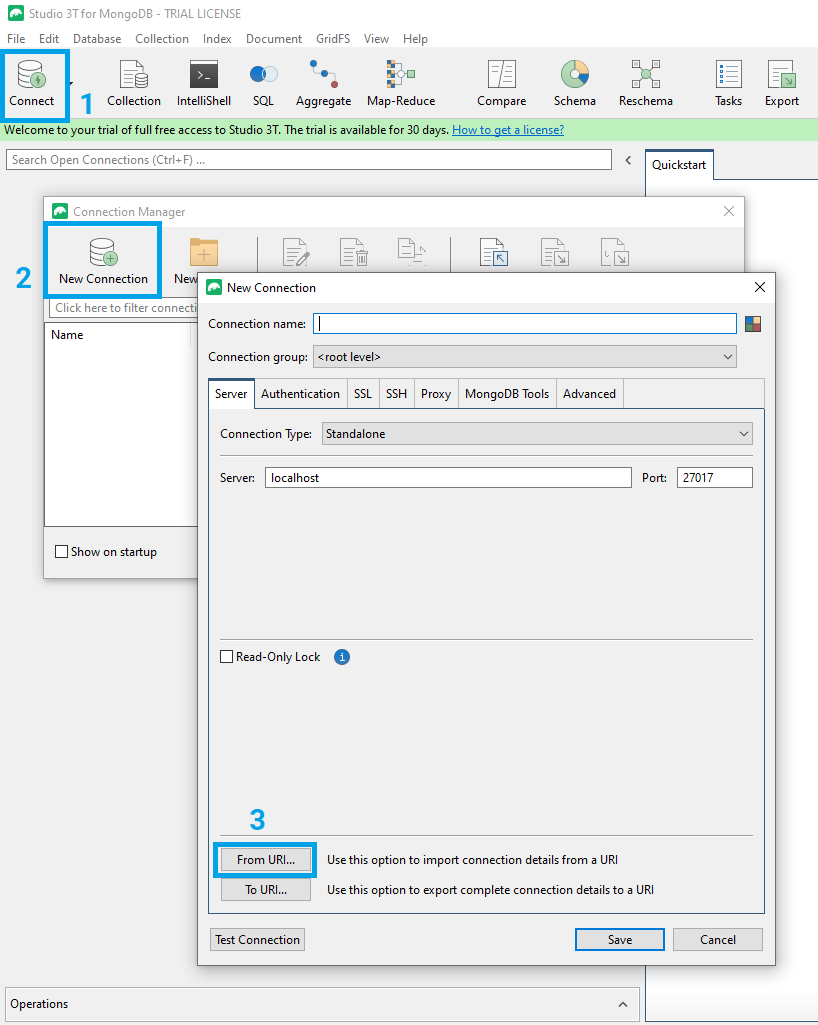 Studio 3T for MongoDB - TRIAL LICENSE
File Edit Database Collection Index Document GridFS View Help
Connect 1 Collection IntelliShell SQL Aggregate Map-Reduce Compare Schema Reschema Tasks Export
Welcome to your trial of full free access to Studio 3T. The trial is available for 30 days. How to get a license?
Search Open Connections (Ctrl+F) ...
Quickstart
Connection Manager
2
New Connection New
Click here to filter connecti
Name
Show on startup
New Connection
Connection name:
Connection group: <root level>
Server Authentication SSL SSH Proxy MongoDB Tools Advanced
Connection Type: Standalone
Server: localhost Port: 27017
Read-Only Lock i
3
From URI... Use this option to import connection details from a URI
To URI... Use this option to export complete connection details to a URI
Test Connection Save Cancel
Operations